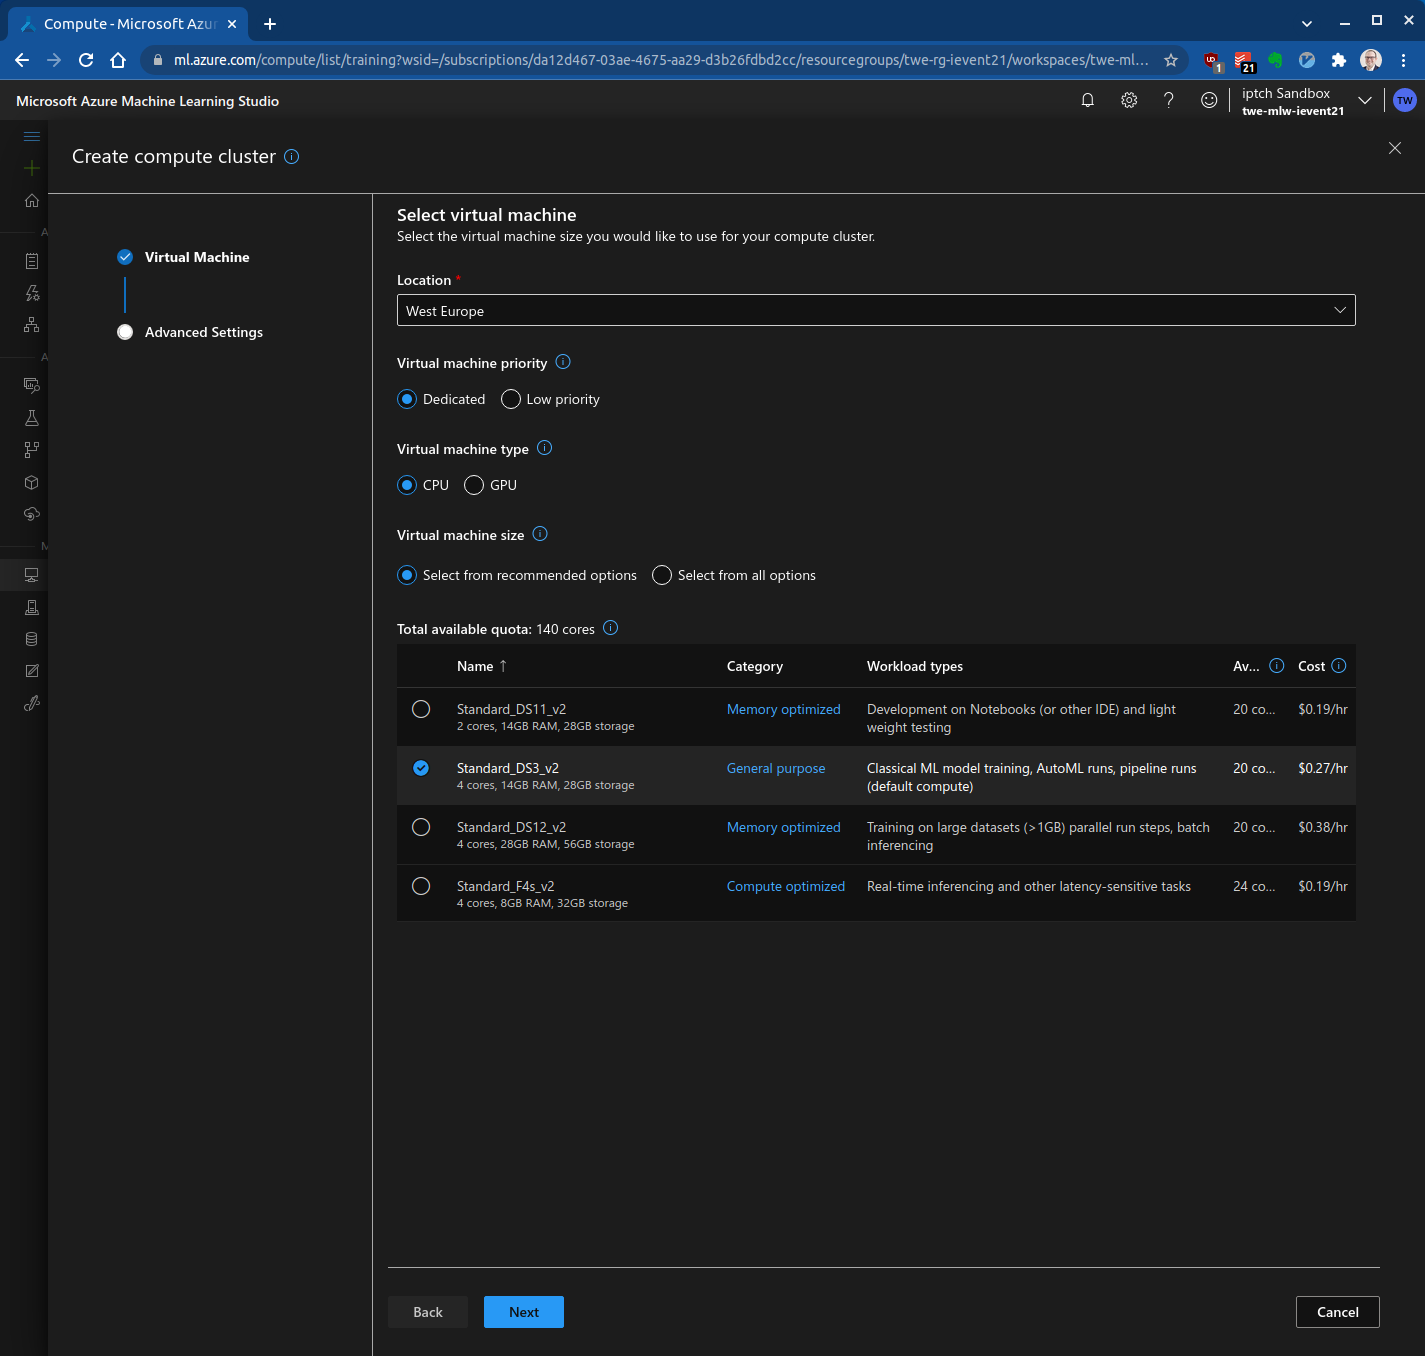 Compute - Microsoft Azur
ml.azure.com/compute/list/training?wsid=/subscriptions/da12d467-03ae-4675-aa29-d3b26fdbd2cc/resourcegroups/twe-rg-ievent21/workspaces/twe-ml...
1
21
Microsoft Azure Machine Learning Studio
iptch Sandbox
twe-mlw-ievent21
TW
Create compute cluster
Virtual Machine
Advanced Settings
A
A
M
Select virtual machine
Select the virtual machine size you would like to use for your compute cluster.
Location *
West Europe
Virtual machine priority
Dedicated Low priority
Virtual machine type
CPU GPU
Virtual machine size
Select from recommended options Select from all options
Total available quota: 140 cores
Name ↑ Category Workload types Av... Cost
Standard_DS11_v2 Memory optimized Development on Notebooks (or other IDE) and light 20 co... $0.19/hr
2 cores, 14GB RAM, 28GB storage weight testing
Standard_DS3_v2 General purpose Classical ML model training, AutoML runs, pipeline runs 20 co... $0.27/hr
4 cores, 14GB RAM, 28GB storage (default compute)
Standard_DS12_v2 Memory optimized Training on large datasets (>1GB) parallel run steps, batch 20 co... $0.38/hr
4 cores, 28GB RAM, 56GB storage inferencing
Standard_F4s_v2 Compute optimized Real-time inferencing and other latency-sensitive tasks 24 co... $0.19/hr
4 cores, 8GB RAM, 32GB storage
Back Next Cancel